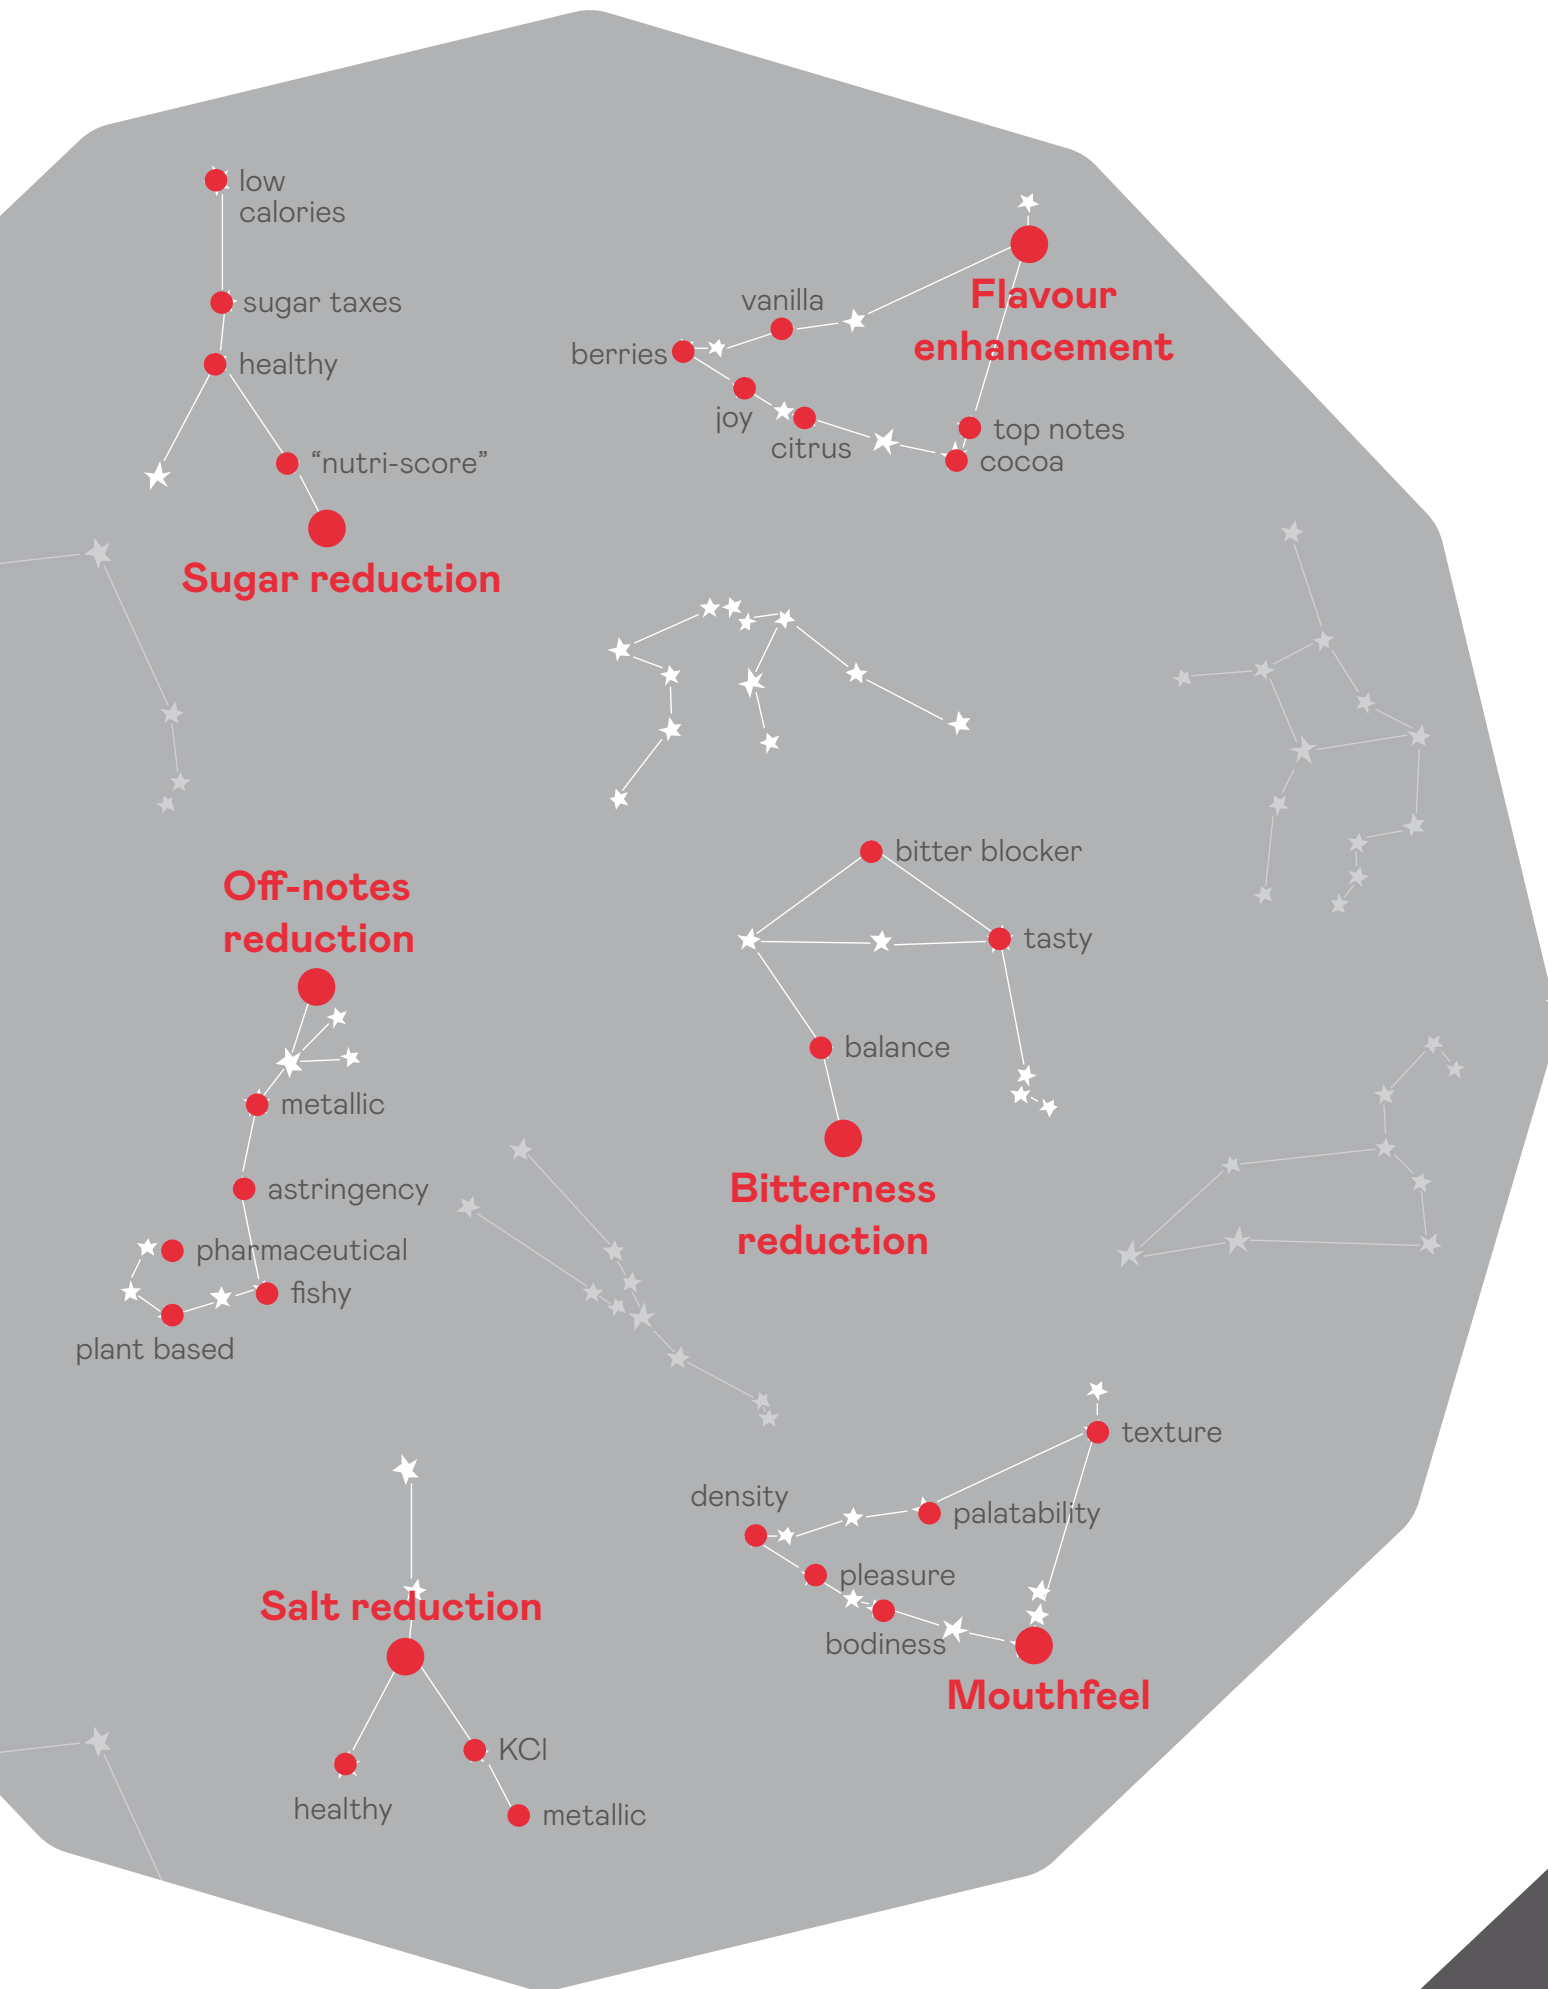 low
calories
sugar taxes
healthy
“nutri-score”
Sugar reduction
vanilla
berries
joy
citrus
Flavour
enhancement
top notes
cocoa
Off-notes
reduction
metallic
astringency
pharmaceutical
fishy
plant based
bitter blocker
tasty
balance
Bitterness
reduction
Salt reduction
healthy
KCl
metallic
texture
density
palatability
pleasure
bodiness
Mouthfeel